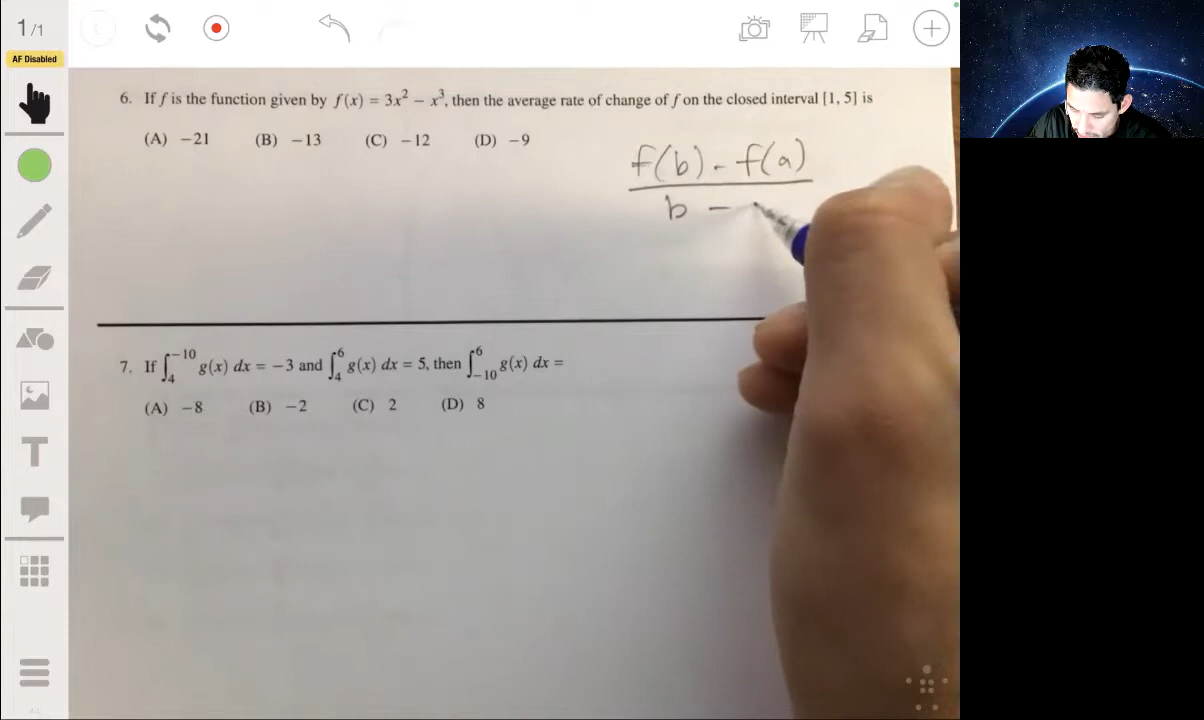 1/1
AF Disabled
6. If f is the function given by f(x) = 3x² − x³, then the average rate of change of f on the closed interval [1, 5] is
(A) −21 (B) −13 (C) −12 (D) −9
f(b) - f(a)
b -
7. If ∫₄⁻¹⁰ g(x) dx = −3 and ∫₄⁶ g(x) dx = 5, then ∫₋₁₀⁶ g(x) dx =
(A) −8 (B) −2 (C) 2 (D) 8
T